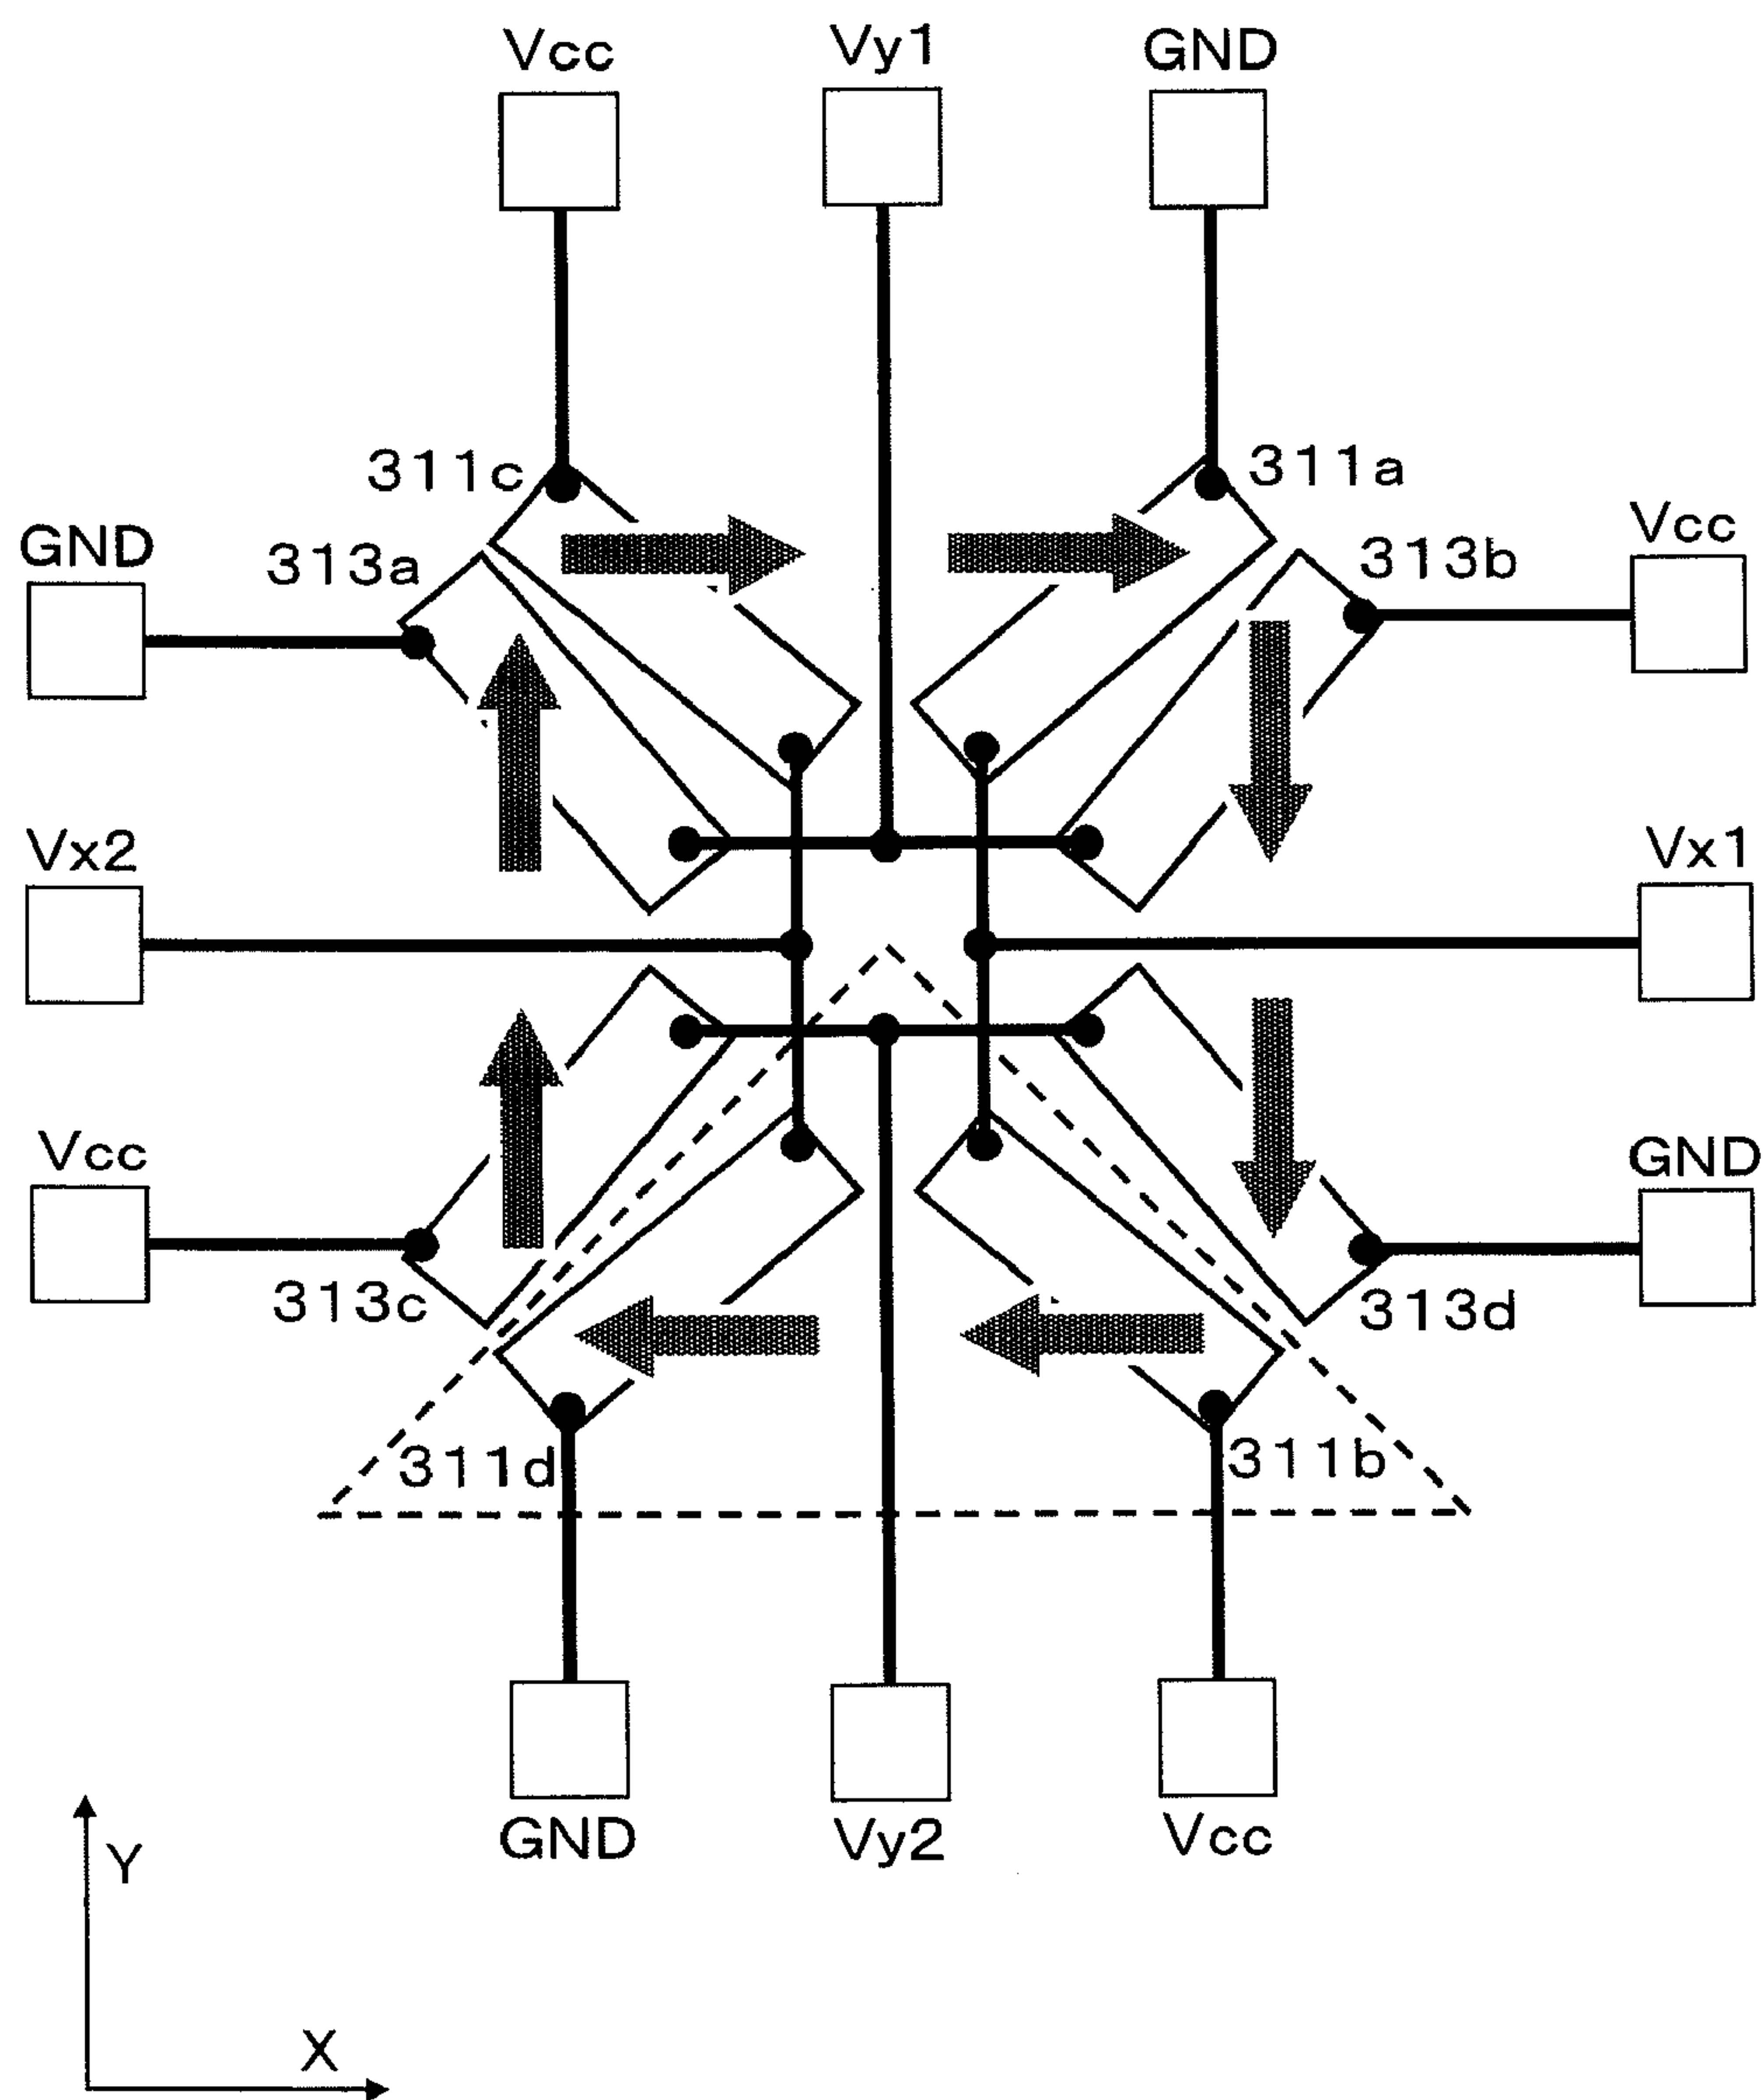 Vcc Vy1 GND
311c 311a
GND 313a 313b Vcc
Vx2 Vx1
Vcc GND
313c 313d
311d 311b
GND Vy2 Vcc
Y
X